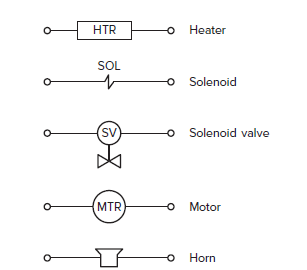 HTR Heater
SOL
Solenoid
SV Solenoid valve
MTR Motor
Horn